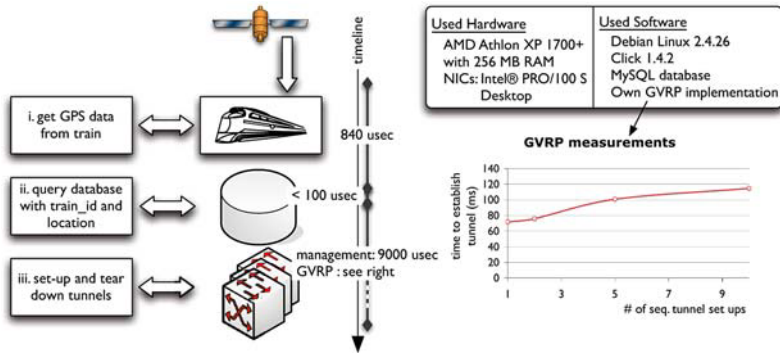 timeline
i. get GPS data
from train
840 usec
ii. query database
with train_id and
location
< 100 usec
management: 9000 usec
GVRP : see right
iii. set-up and tear
down tunnels
Used Hardware
AMD Athlon XP 1700+
with 256 MB RAM
NICs: Intel® PRO/100 S
Desktop
Used Software
Debian Linux 2.4.26
Click 1.4.2
MySQL database
Own GVRP implementation
GVRP measurements
time to establish
tunnel (ms)
140
120
100
80
60
40
20
0
1
3
5
7
9
# of seq. tunnel set ups